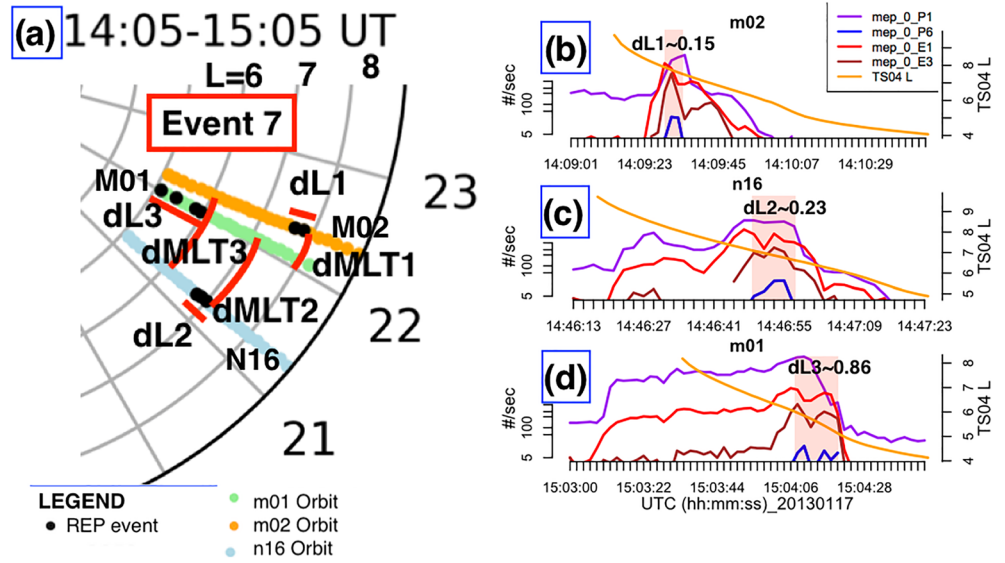 (a) 14:05-15:05 UT
L=6 7 8
Event 7
23
M01
dL1
dL3
M02
dMLT3
dMLT1
22
dMLT2
dL2
N16
21
LEGEND
REP event
m01 Orbit
m02 Orbit
n16 Orbit
(b)
m02
dL1~0.15
mep_0_P1
mep_0_P6
mep_0_E1
mep_0_E3
TS04 L
#/sec
5 100
4 6 8
TS04 L
14:09:01 14:09:23 14:09:45 14:10:07 14:10:29
(c)
n16
dL2~0.23
#/sec
5 100
5 6 7 8 9
TS04 L
14:46:13 14:46:27 14:46:41 14:46:55 14:47:09 14:47:23
(d)
m01
dL3~0.86
#/sec
5 100
4 5 6 7 8
TS04 L
15:03:00 15:03:22 15:03:44 15:04:06 15:04:28
UTC (hh:mm:ss)_20130117